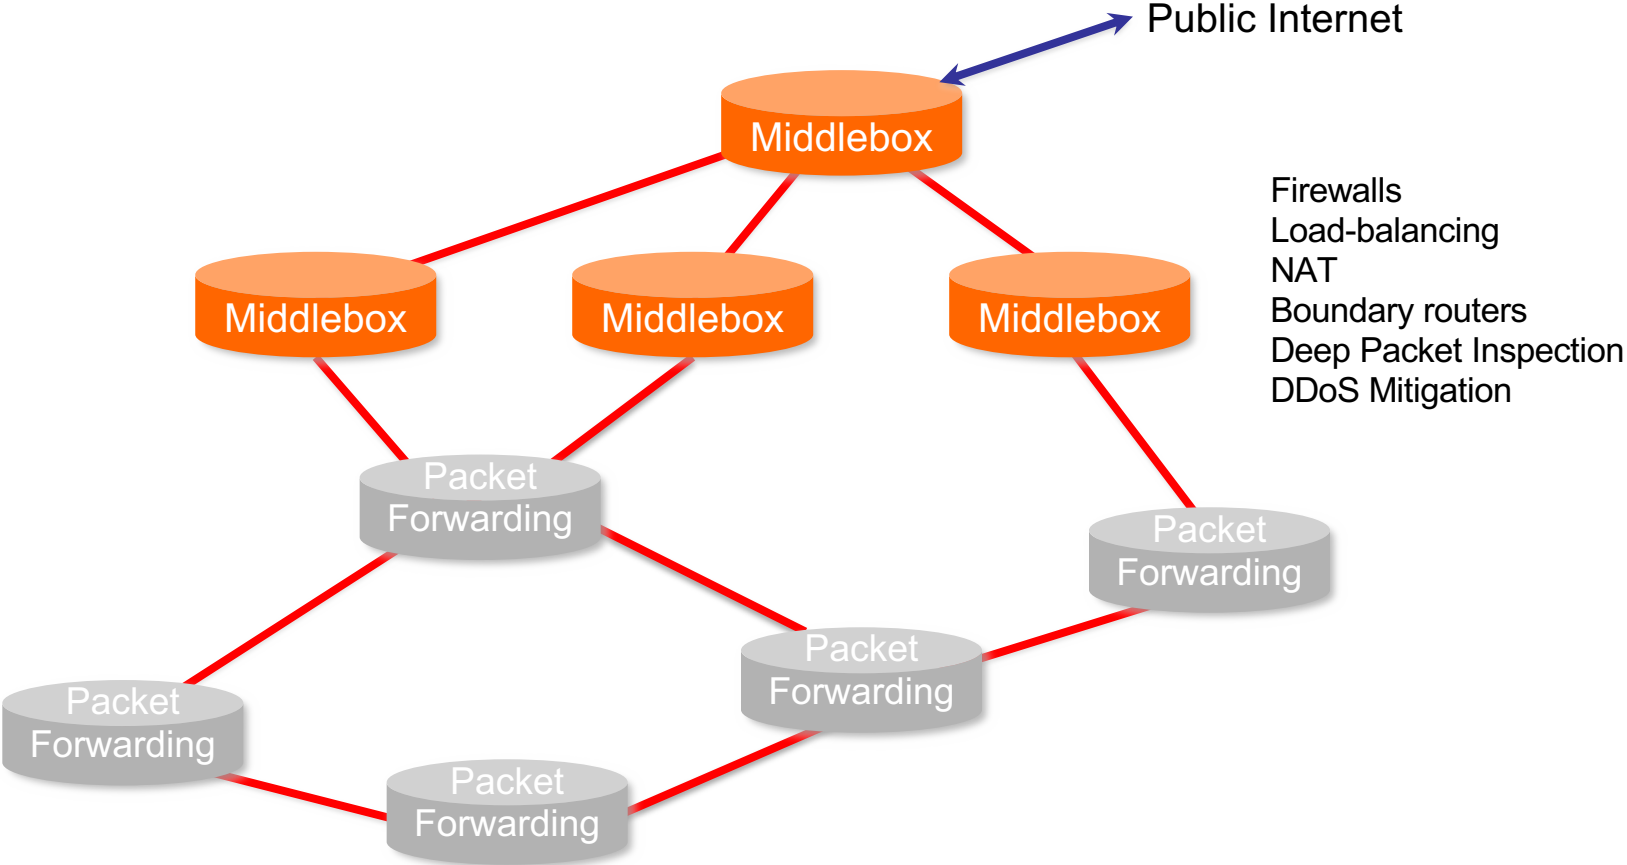 Public Internet
Middlebox
Firewalls
Load-balancing
NAT
Boundary routers
Deep Packet Inspection
DDoS Mitigation
Middlebox
Middlebox
Middlebox
Packet
Forwarding
Packet
Forwarding
Packet
Forwarding
Packet
Forwarding
Packet
Forwarding